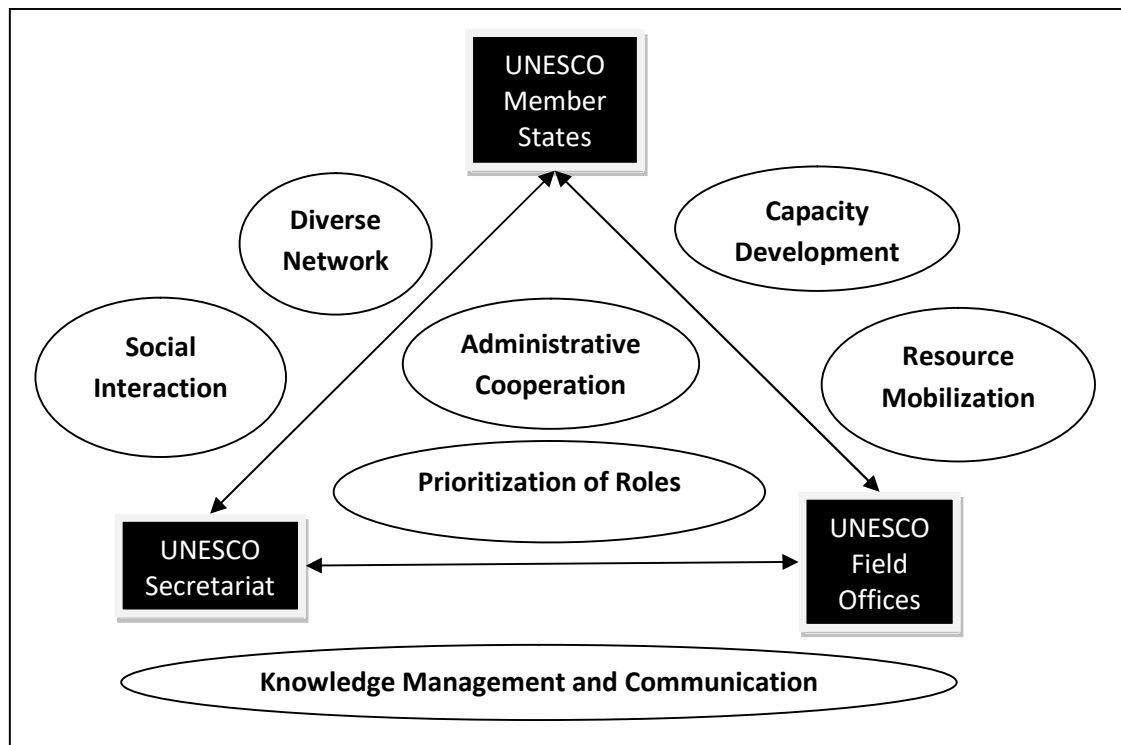 UNESCO
Member
States
Diverse
Network
Capacity
Development
Social
Interaction
Administrative
Cooperation
Resource
Mobilization
Prioritization of Roles
UNESCO
Secretariat
UNESCO
Field
Offices
Knowledge Management and Communication